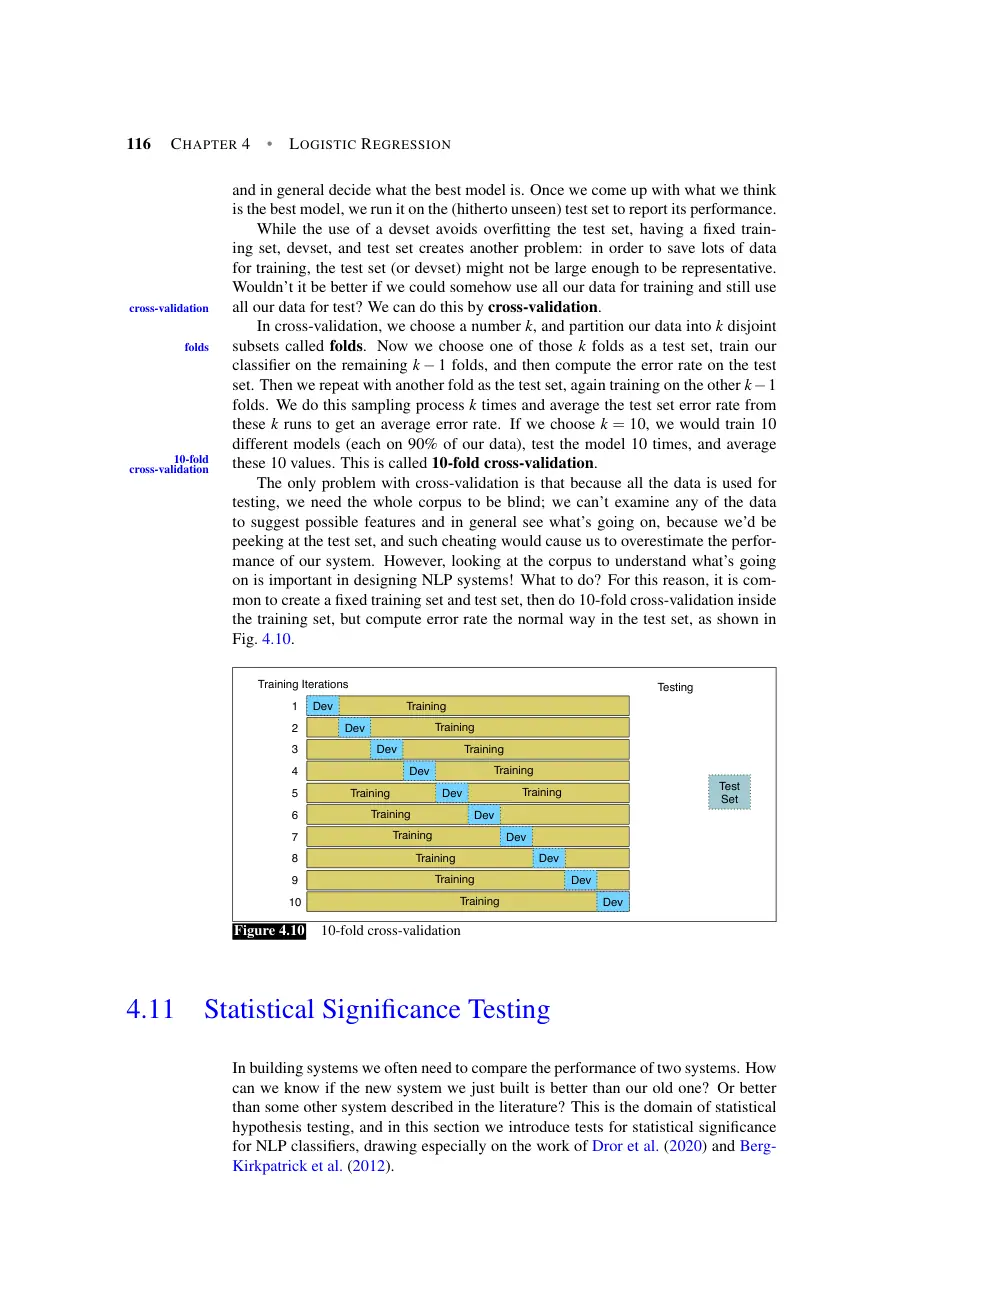 116 CHAPTER 4 • LOGISTIC REGRESSION
and in general decide what the best model is. Once we come up with what we think
is the best model, we run it on the (hitherto unseen) test set to report its performance.
While the use of a devset avoids overfitting the test set, having a fixed train-
ing set, devset, and test set creates another problem: in order to save lots of data
for training, the test set (or devset) might not be large enough to be representative.
Wouldn't it be better if we could somehow use all our data for training and still use
cross-validation
all our data for test? We can do this by cross-validation.
In cross-validation, we choose a number k, and partition our data into k disjoint
folds
subsets called folds. Now we choose one of those k folds as a test set, train our
classifier on the remaining k − 1 folds, and then compute the error rate on the test
set. Then we repeat with another fold as the test set, again training on the other k − 1
folds. We do this sampling process k times and average the test set error rate from
these k runs to get an average error rate. If we choose k = 10, we would train 10
different models (each on 90% of our data), test the model 10 times, and average
10-fold
cross-validation
these 10 values. This is called 10-fold cross-validation.
The only problem with cross-validation is that because all the data is used for
testing, we need the whole corpus to be blind; we can't examine any of the data
to suggest possible features and in general see what's going on, because we'd be
peeking at the test set, and such cheating would cause us to overestimate the perfor-
mance of our system. However, looking at the corpus to understand what's going
on is important in designing NLP systems! What to do? For this reason, it is com-
mon to create a fixed training set and test set, then do 10-fold cross-validation inside
the training set, but compute error rate the normal way in the test set, as shown in
Fig. 4.10.
Training Iterations
Testing
1 Dev Training
2 Dev Training
3 Dev Training
4 Dev Training
5 Training Dev Training
6 Training Dev
7 Training Dev
8 Training Dev
9 Training Dev
10 Training Dev
Test
Set
Figure 4.10 10-fold cross-validation
4.11 Statistical Significance Testing
In building systems we often need to compare the performance of two systems. How
can we know if the new system we just built is better than our old one? Or better
than some other system described in the literature? This is the domain of statistical
hypothesis testing, and in this section we introduce tests for statistical significance
for NLP classifiers, drawing especially on the work of Dror et al. (2020) and Berg-
Kirkpatrick et al. (2012).